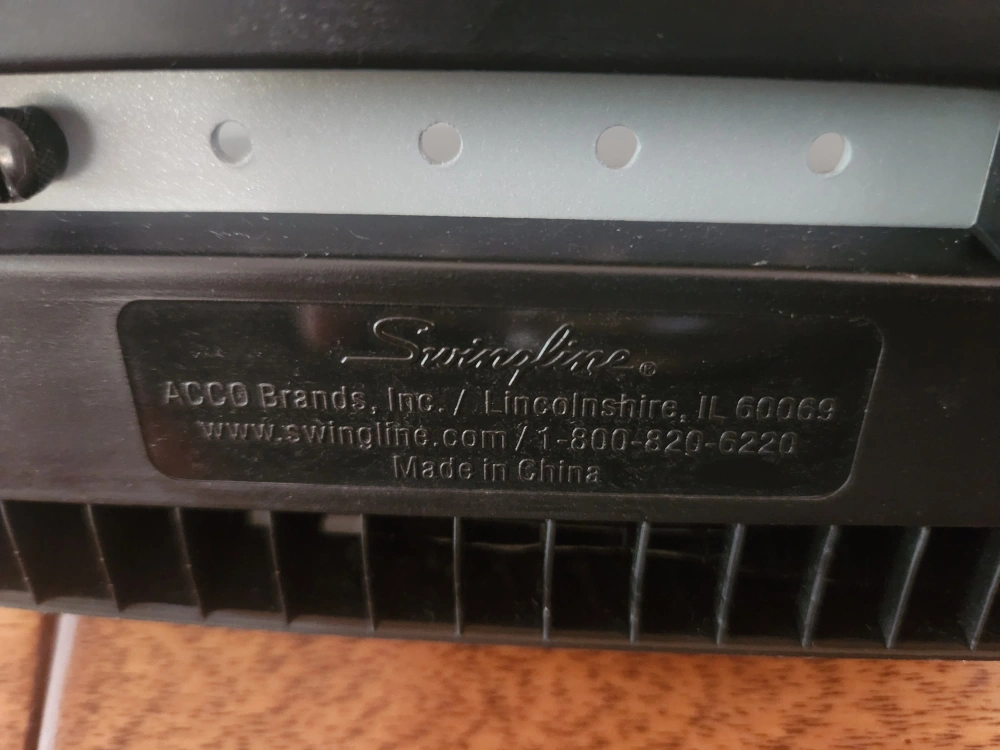 Swingline®
ACCO Brands, Inc. / Lincolnshire, IL 60069
www.swingline.com / 1-800-820-6220
Made in China